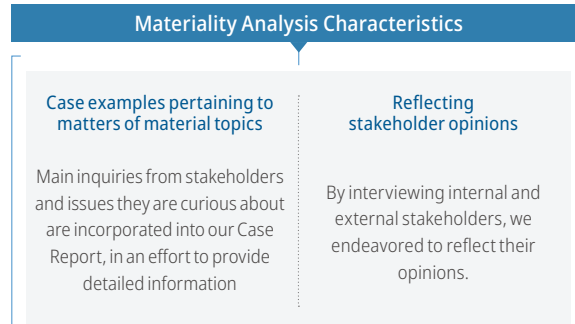 Materiality Analysis Characteristics
Case examples pertaining to
matters of material topics
Main inquiries from stakeholders
and issues they are curious about
are incorporated into our Case
Report, in an effort to provide
detailed information
Reflecting
stakeholder opinions
By interviewing internal and
external stakeholders, we
endeavored to reflect their
opinions.